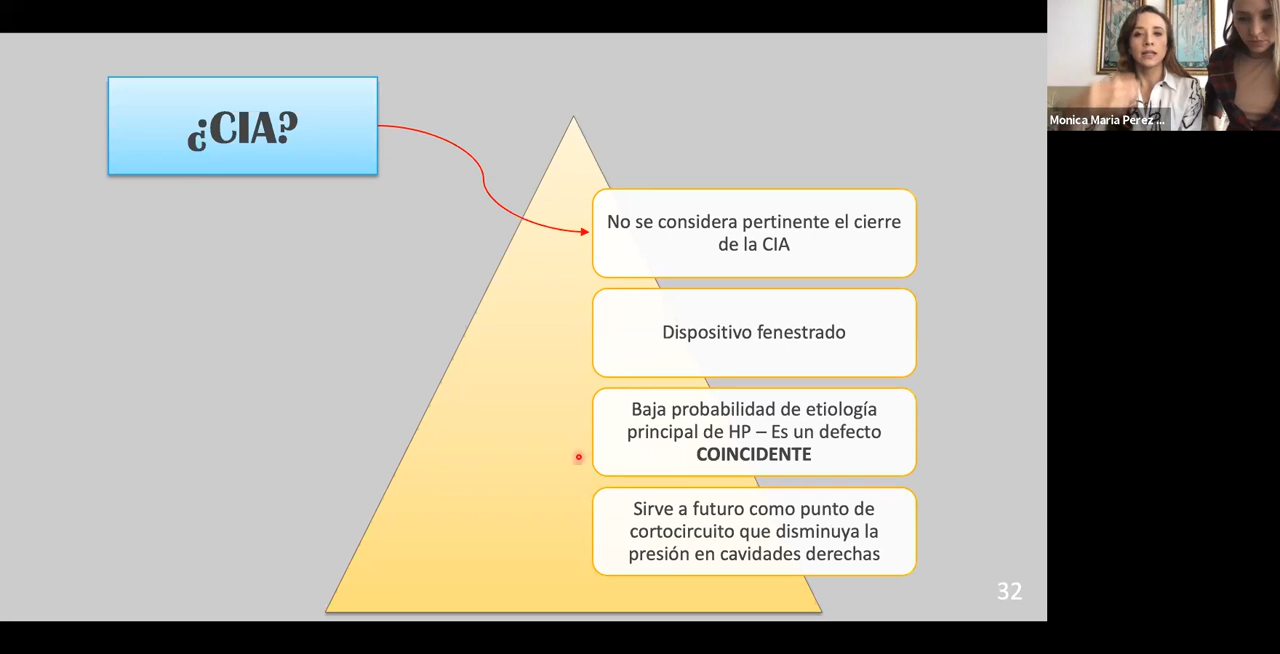 ¿CIA?
No se considera pertinente el cierre
de la CIA
Dispositivo fenestrado
Baja probabilidad de etiología
principal de HP – Es un defecto
COINCIDENTE
Sirve a futuro como punto de
cortocircuito que disminuya la
presión en cavidades derechas
32
Monica Maria Perez ...